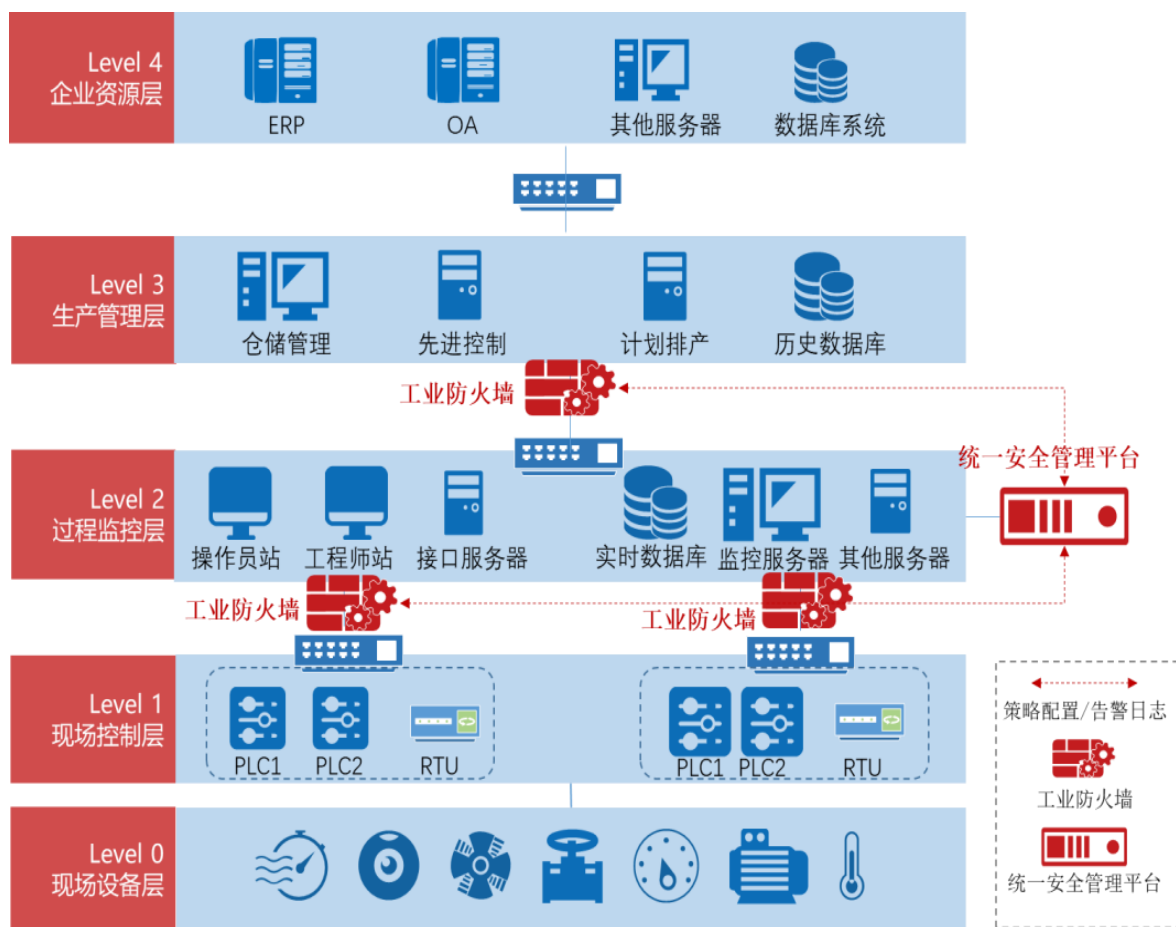 Level 4
企业资源层
ERP
OA
其他服务器
数据库系统
Level 3
生产管理层
仓储管理
先进控制
计划排产
历史数据库
工业防火墙
统一安全管理平台
Level 2
过程监控层
操作员站
工程师站
接口服务器
实时数据库
监控服务器
其他服务器
工业防火墙
工业防火墙
Level 1
现场控制层
PLC1
PLC2
RTU
PLC1
PLC2
RTU
Level 0
现场设备层
策略配置/告警日志
工业防火墙
统一安全管理平台